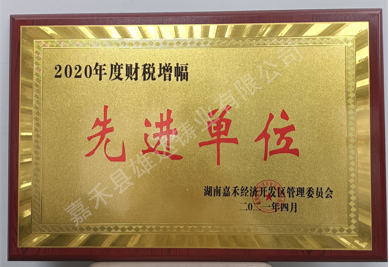 2020年度财税增幅
先进单位
湖南嘉禾经济开发区管理委员会
二〇二一年四月